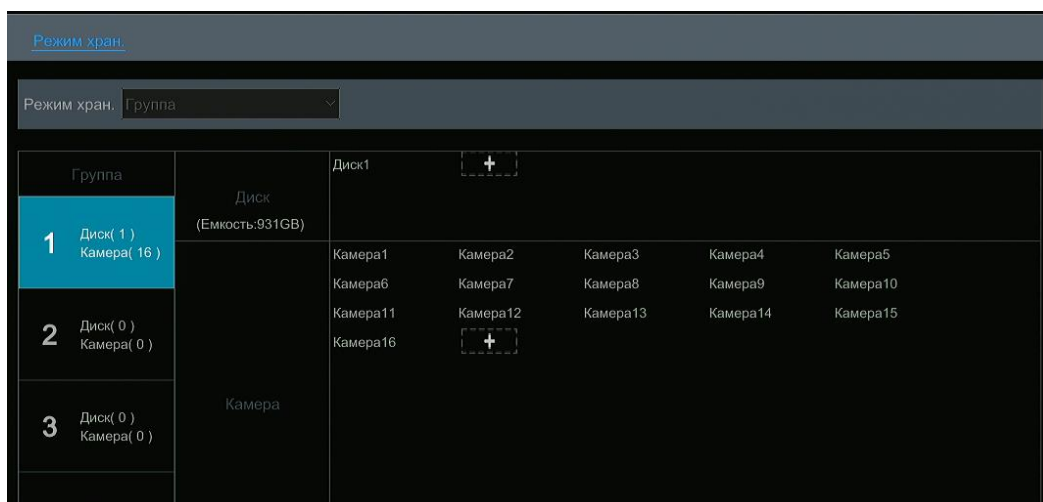 Режим хран.
Режим хран. Группа
Группа
1
Диск( 1 )
Камера( 16 )
2
Диск( 0 )
Камера( 0 )
3
Диск( 0 )
Камера( 0 )
Диск
(Емкость:931GB)
Диск1 +
Камера
Камера1 Камера2 Камера3 Камера4 Камера5
Камера6 Камера7 Камера8 Камера9 Камера10
Камера11 Камера12 Камера13 Камера14 Камера15
Камера16 +